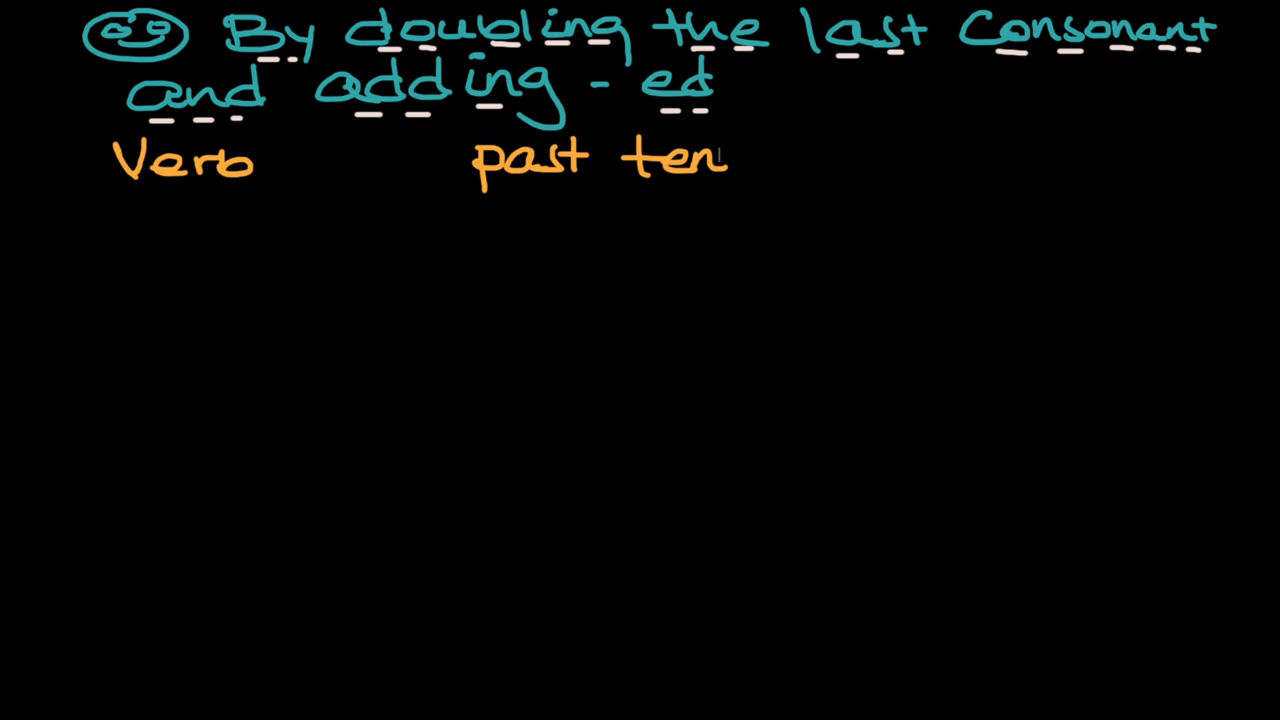 By doubling the last Consonant
and adding - ed
Verb past ten